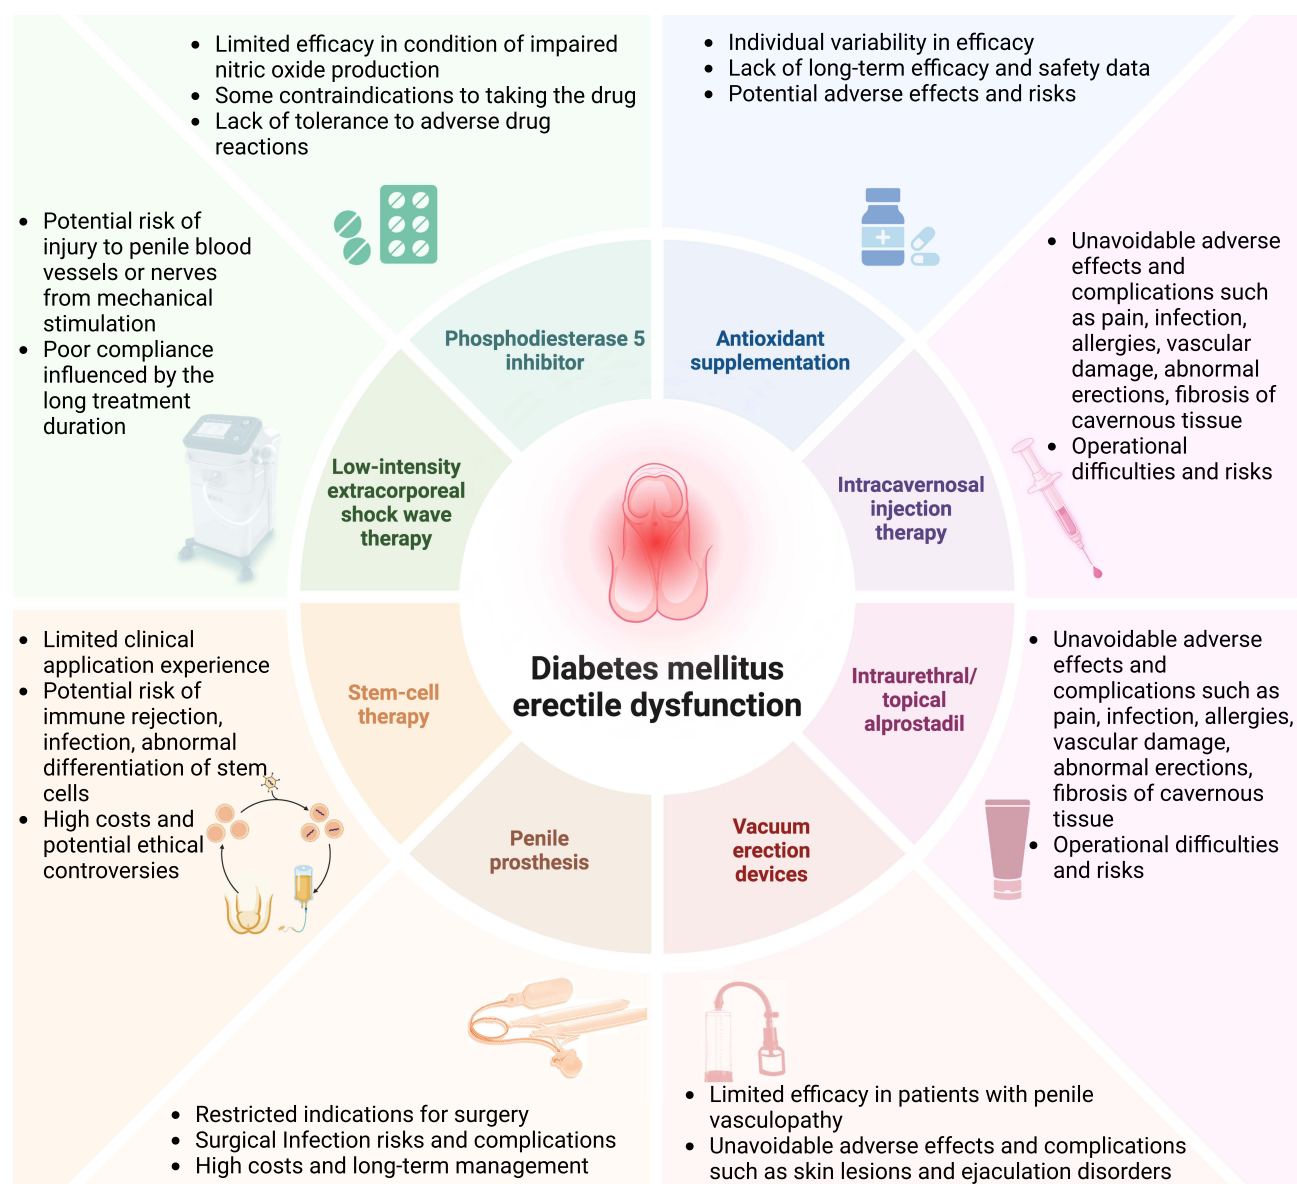 • Limited efficacy in condition of impaired
nitric oxide production
• Some contraindications to taking the drug
• Lack of tolerance to adverse drug
reactions
• Individual variability in efficacy
• Lack of long-term efficacy and safety data
• Potential adverse effects and risks
• Potential risk of
injury to penile blood
vessels or nerves
from mechanical
stimulation
• Poor compliance
influenced by the
long treatment
duration
• Unavoidable adverse
effects and
complications such
as pain, infection,
allergies, vascular
damage, abnormal
erections, fibrosis of
cavernous tissue
• Operational
difficulties and risks
Phosphodiesterase 5
inhibitor
Antioxidant
supplementation
Low-intensity
extracorporeal
shock wave
therapy
Intracavernosal
injection
therapy
Diabetes mellitus
erectile dysfunction
Stem-cell
therapy
Intraurethral/
topical
alprostadil
Penile
prosthesis
Vacuum
erection
devices
• Limited clinical
application experience
• Potential risk of
immune rejection,
infection, abnormal
differentiation of stem
cells
• High costs and
potential ethical
controversies
• Unavoidable adverse
effects and
complications such as
pain, infection, allergies,
vascular damage,
abnormal erections,
fibrosis of cavernous
tissue
• Operational difficulties
and risks
• Restricted indications for surgery
• Surgical Infection risks and complications
• High costs and long-term management
• Limited efficacy in patients with penile
vasculopathy
• Unavoidable adverse effects and complications
such as skin lesions and ejaculation disorders